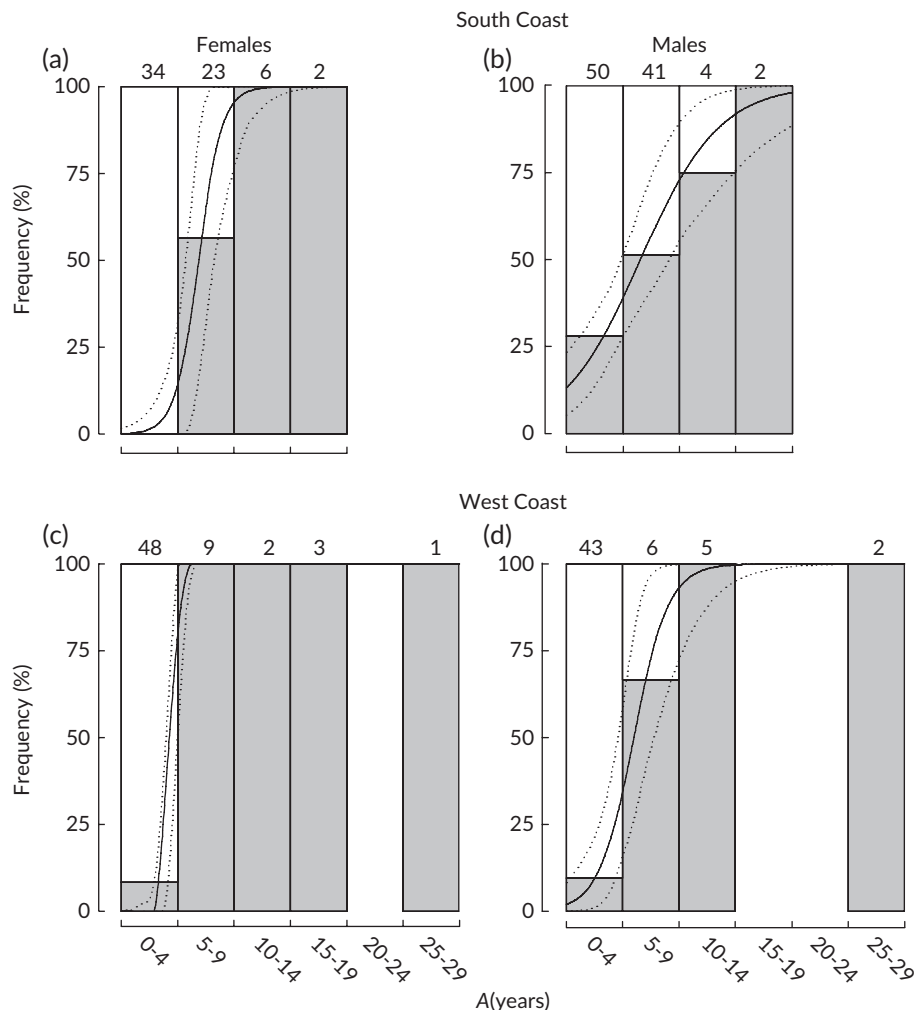 South Coast
Females
Males
(a)
34 23 6 2
(b)
50 41 4 2
100
75
50
25
0
Frequency (%)
100
75
50
25
0
West Coast
(c)
48 9 2 3 1
(d)
43 6 5 2
100
75
50
25
0
Frequency (%)
100
75
50
25
0
0-4 5-9 10-14 15-19 20-24 25-29
0-4 5-9 10-14 15-19 20-24 25-29
A(years)